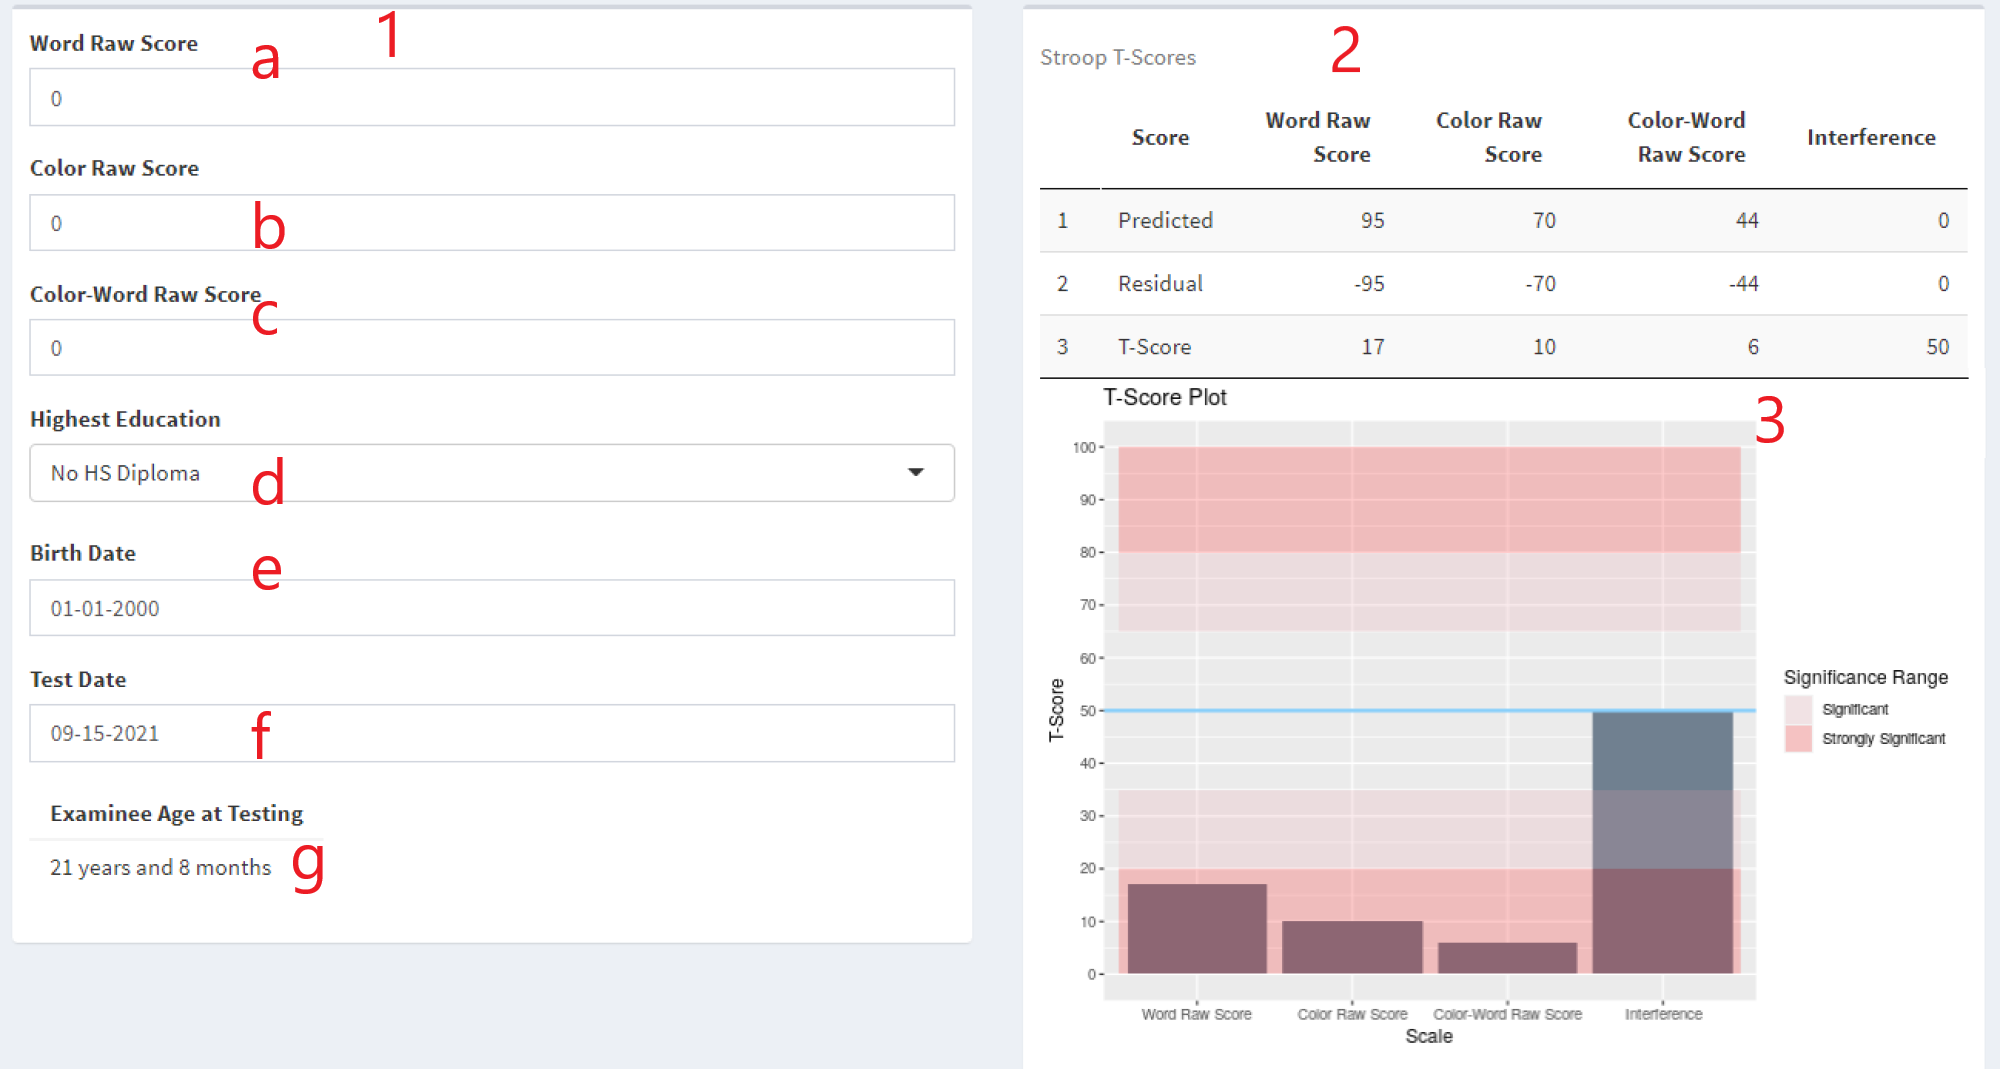 1
Word Raw Score
a
0
Color Raw Score
0
b
Color-Word Raw Score
c
0
Highest Education
No HS Diploma
d
Birth Date
e
01-01-2000
Test Date
09-15-2021
f
Examinee Age at Testing
21 years and 8 months
g
Stroop T-Scores
2
Score Word Raw Score Color Raw Score Color-Word Raw Score Interference
1 Predicted 95 70 44 0
2 Residual -95 -70 -44 0
3 T-Score 17 10 6 50
T-Score Plot
3
100
90
80
70
60
50
40
30
20
10
0
T-Score
Word Raw Score Color Raw Score Color-Word Raw Score Interference
Scale
Significance Range
Significant
Strongly Significant